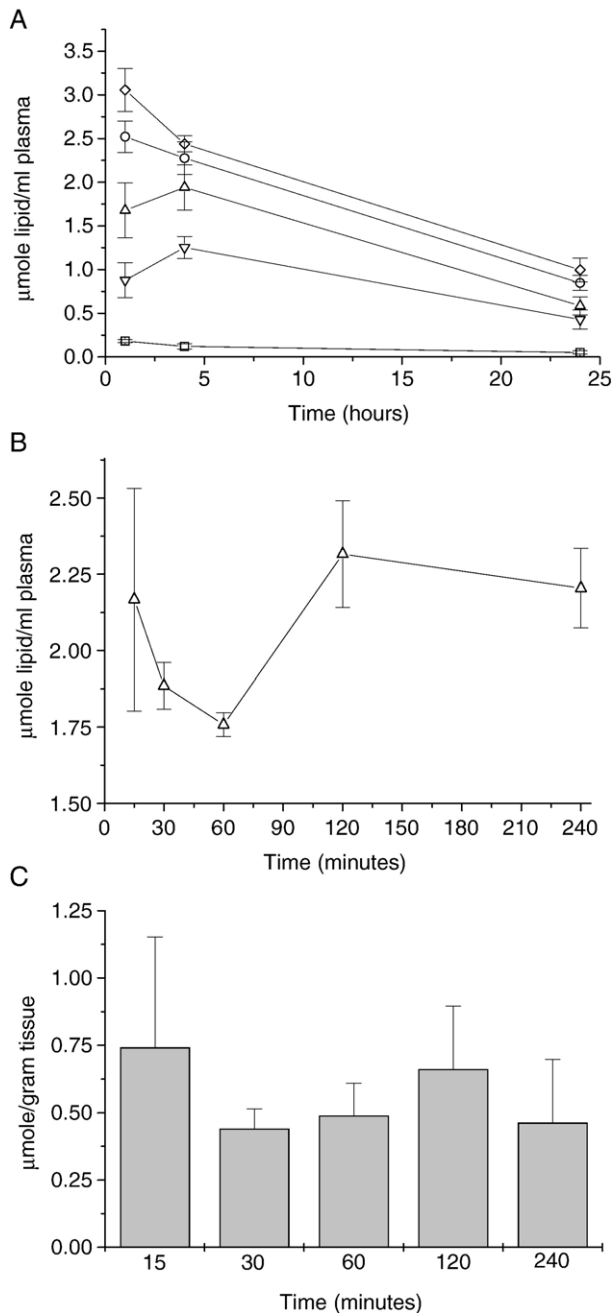 A
µmole lipid/ml plasma
3.5
3.0
2.5
2.0
1.5
1.0
0.5
0.0
0 5 10 15 20 25
Time (hours)
B
µmole lipid/ml plasma
2.50
2.25
2.00
1.75
1.50
0 30 60 90 120 150 180 210 240
Time (minutes)
C
µmole/gram tissue
1.25
1.00
0.75
0.50
0.25
0.00
15 30 60 120 240
Time (minutes)